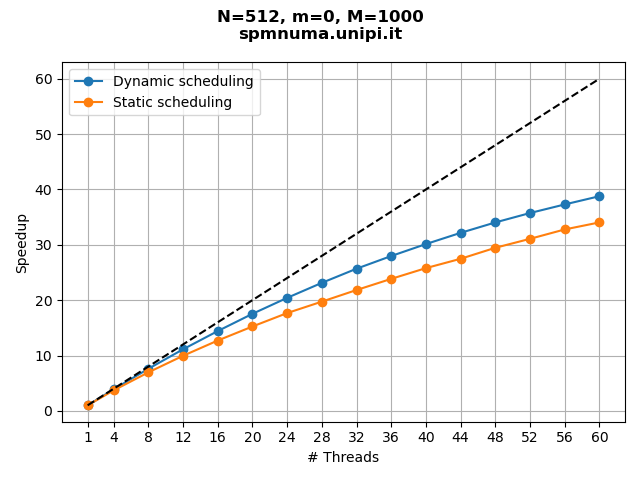 N=512, m=0, M=1000
spmnuma.unipi.it
60
50
40
30
20
10
0
Speedup
Dynamic scheduling
Static scheduling
1 4 8 12 16 20 24 28 32 36 40 44 48 52 56 60
# Threads